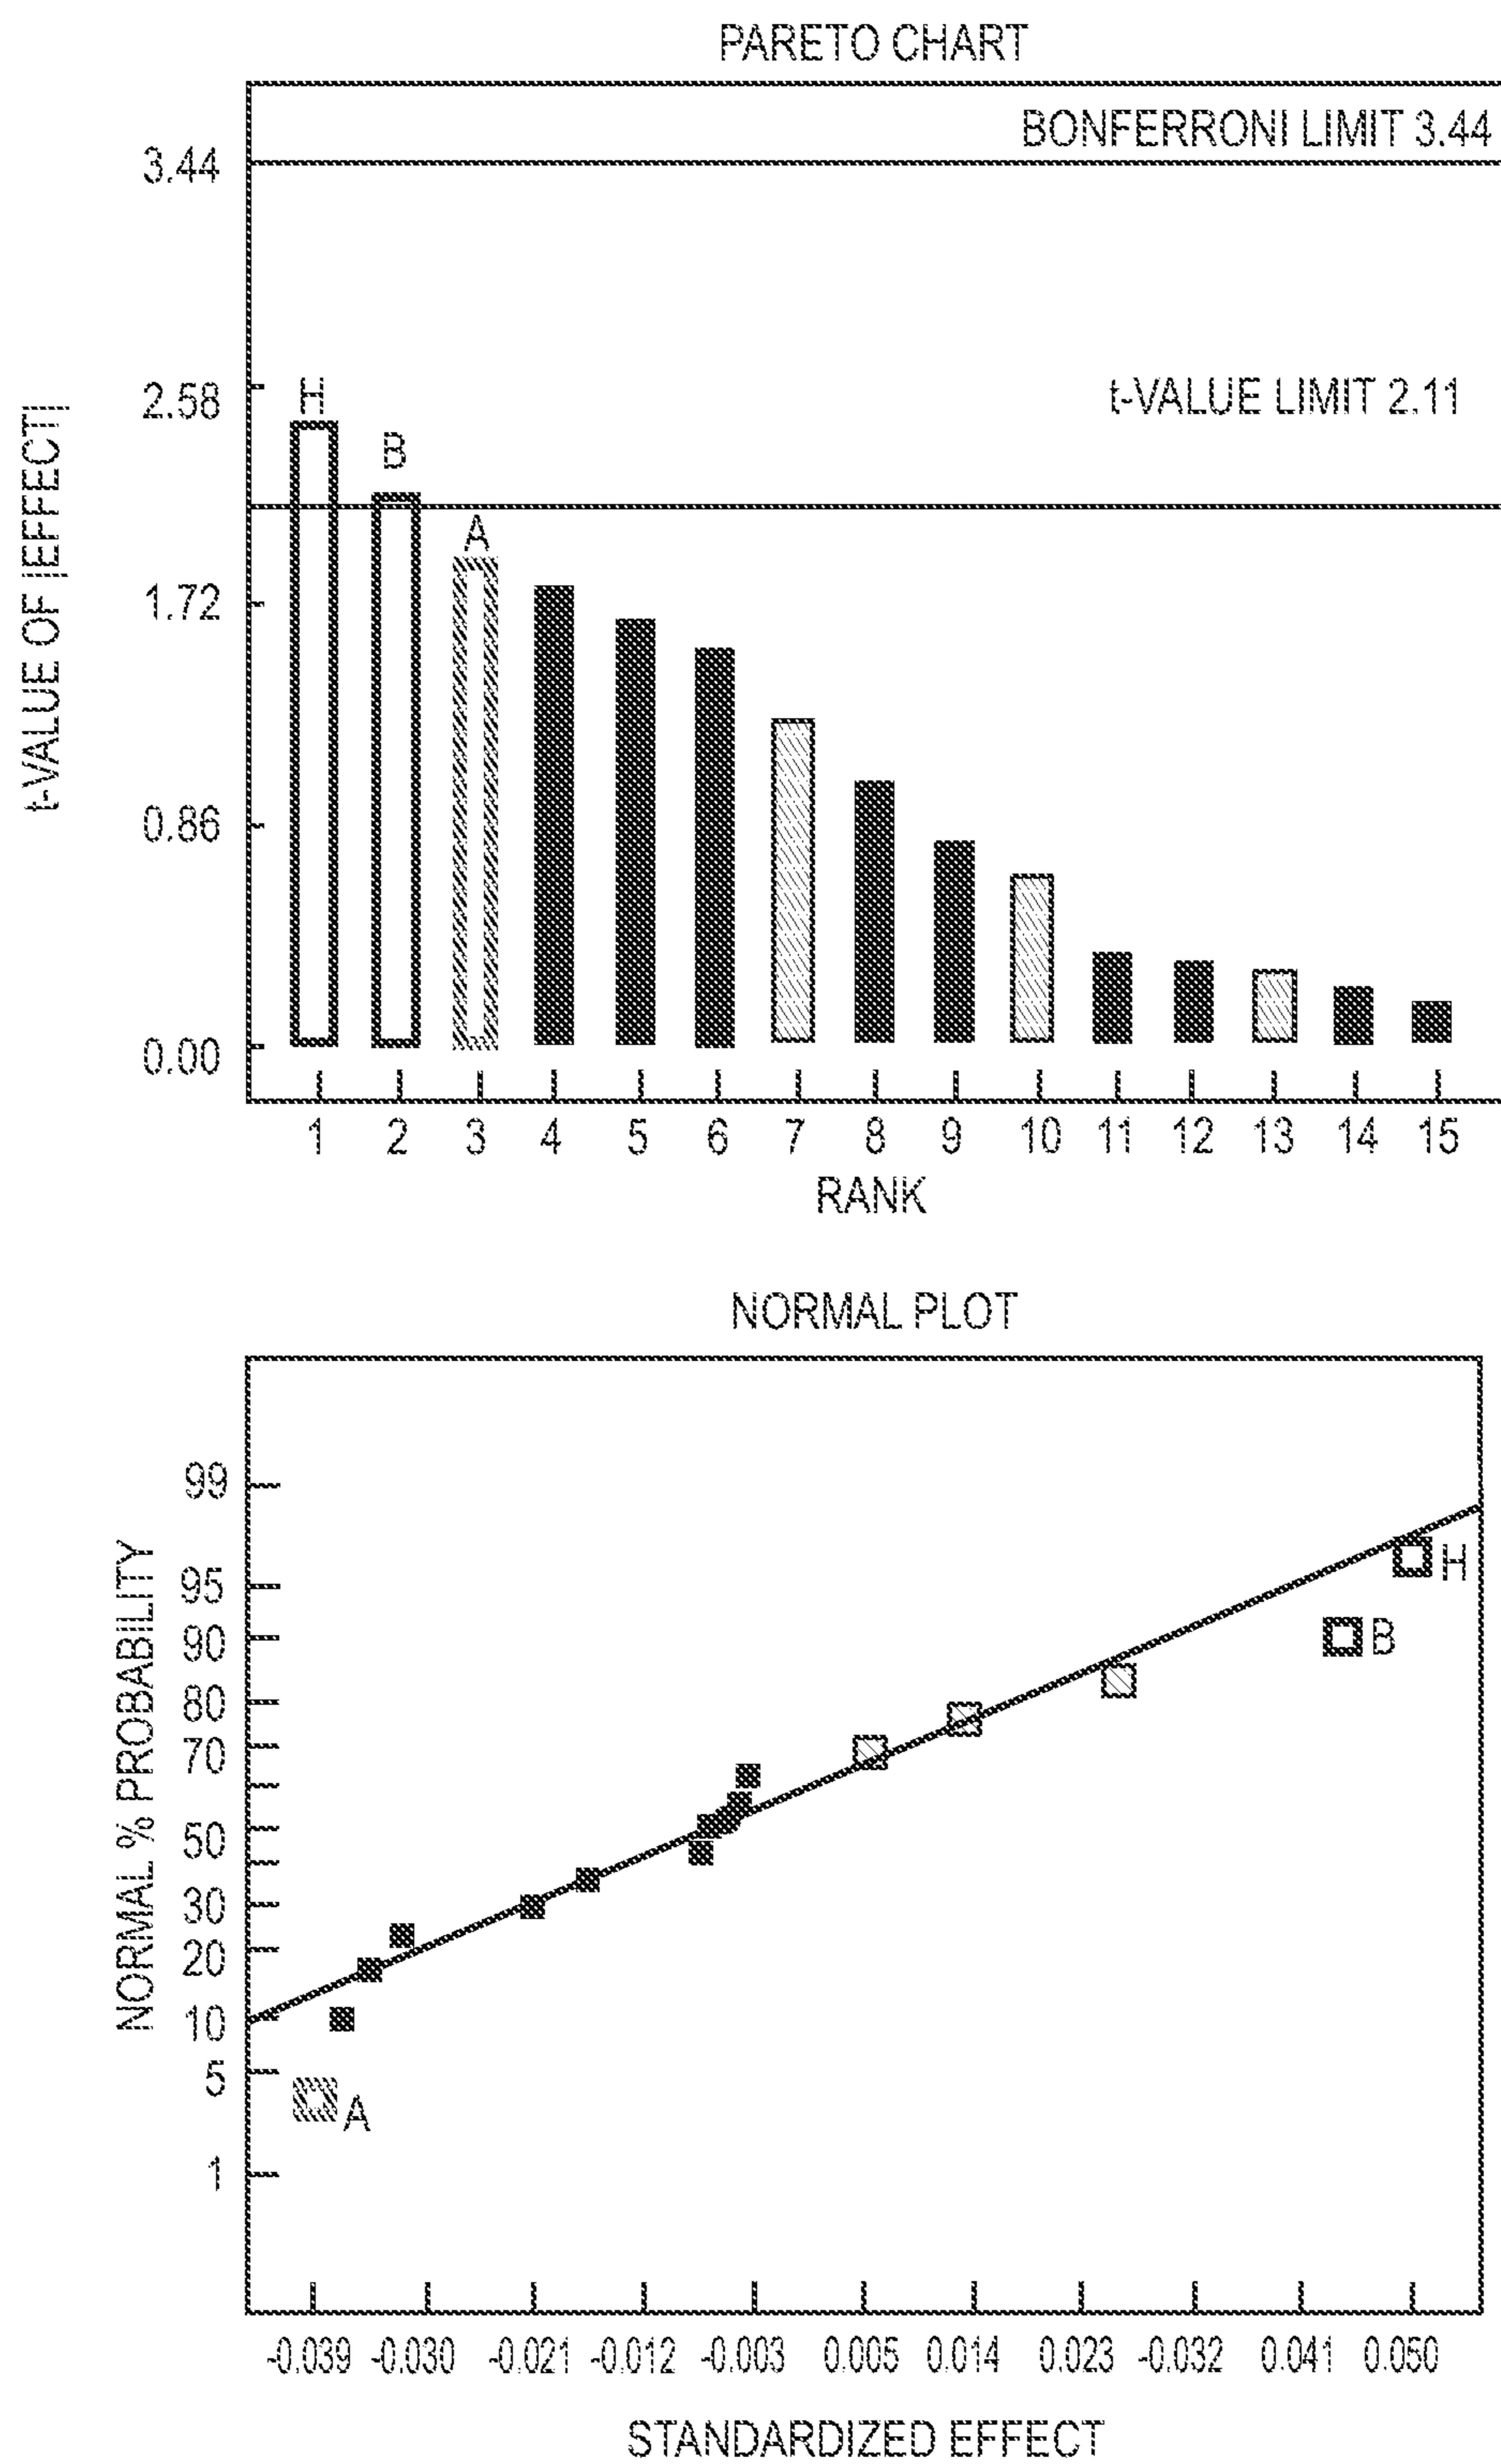 PARETO CHART
BONFERRONI LIMIT 3.44
3.44
2.58
H
t-VALUE LIMIT 2.11
B
A
1.72
0.86
0.00
t-VALUE OF |EFFECT|
1 2 3 4 5 6 7 8 9 10 11 12 13 14 15
RANK
NORMAL PLOT
99
95
90
80
70
50
30
20
10
5
1
H
B
A
NORMAL % PROBABILITY
-0.039 -0.030 -0.021 -0.012 -0.003 0.005 0.014 0.023 -0.032 0.041 0.050
STANDARDIZED EFFECT